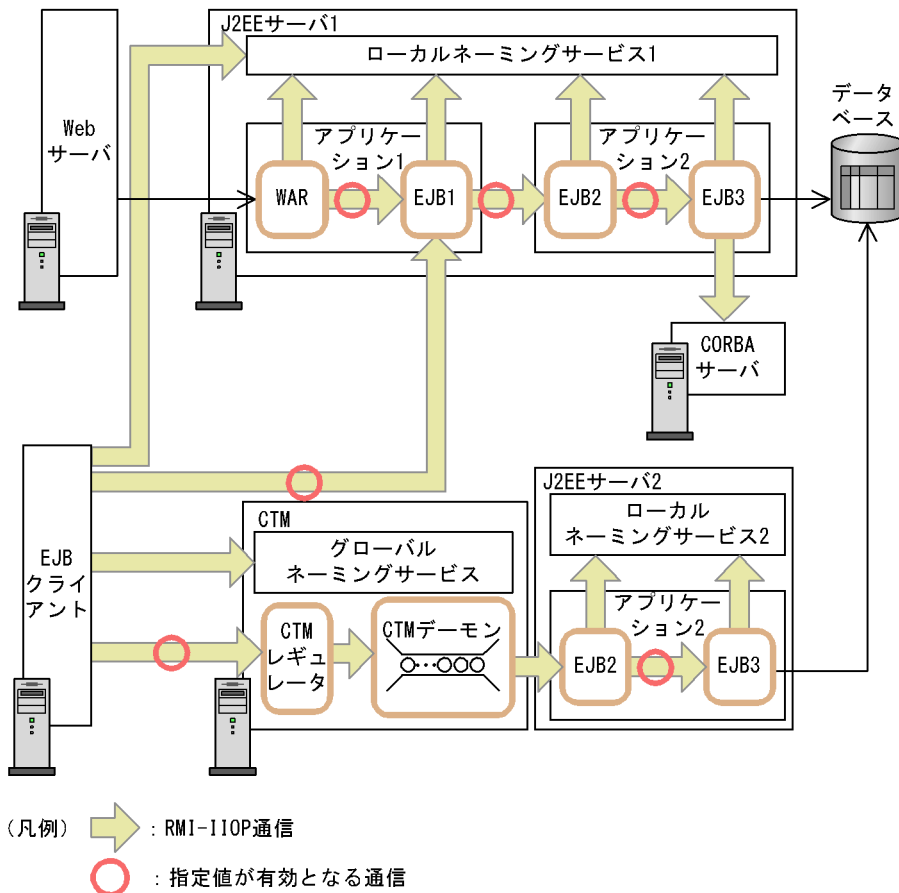 J2EEサーバ1
ローカルネーミングサービス1
Web
サーバ
アプリケー
ション1
アプリケー
ション2
データ
ベース
WAR
EJB1
EJB2
EJB3
CORBA
サーバ
EJB
クライ
アント
CTM
グローバル
ネーミングサービス
CTM
レギュ
レータ
CTMデーモン
J2EEサーバ2
ローカル
ネーミングサービス2
アプリケー
ション2
EJB2
EJB3
(凡例)
：RMI-IIOP通信
：指定値が有効となる通信